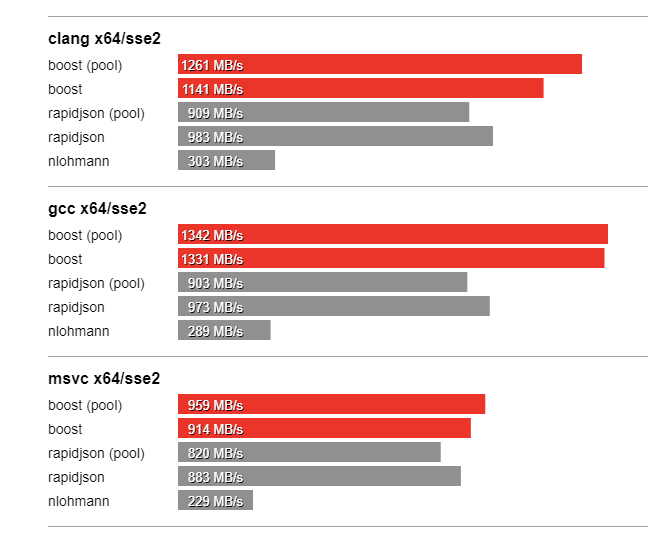 clang x64/sse2
boost (pool) 1261 MB/s
boost 1141 MB/s
rapidjson (pool) 909 MB/s
rapidjson 983 MB/s
nlohmann 303 MB/s
gcc x64/sse2
boost (pool) 1342 MB/s
boost 1331 MB/s
rapidjson (pool) 903 MB/s
rapidjson 973 MB/s
nlohmann 289 MB/s
msvc x64/sse2
boost (pool) 959 MB/s
boost 914 MB/s
rapidjson (pool) 820 MB/s
rapidjson 883 MB/s
nlohmann 229 MB/s